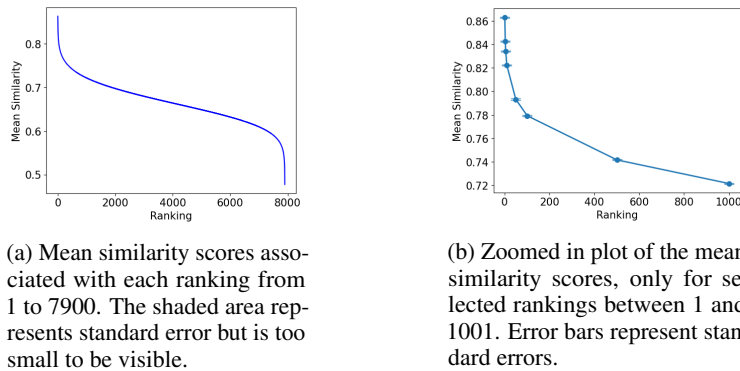 0.8
0.7
0.6
0.5
Mean Similarity
0
2000
4000
6000
8000
Ranking
(a) Mean similarity scores asso-
ciated with each ranking from
1 to 7900. The shaded area rep-
resents standard error but is too
small to be visible.
0.86
0.84
0.82
0.80
0.78
0.76
0.74
0.72
Mean Similarity
0
200
400
600
800
1000
Ranking
(b) Zoomed in plot of the mean
similarity scores, only for se
lected rankings between 1 and
1001. Error bars represent stan
dard errors.